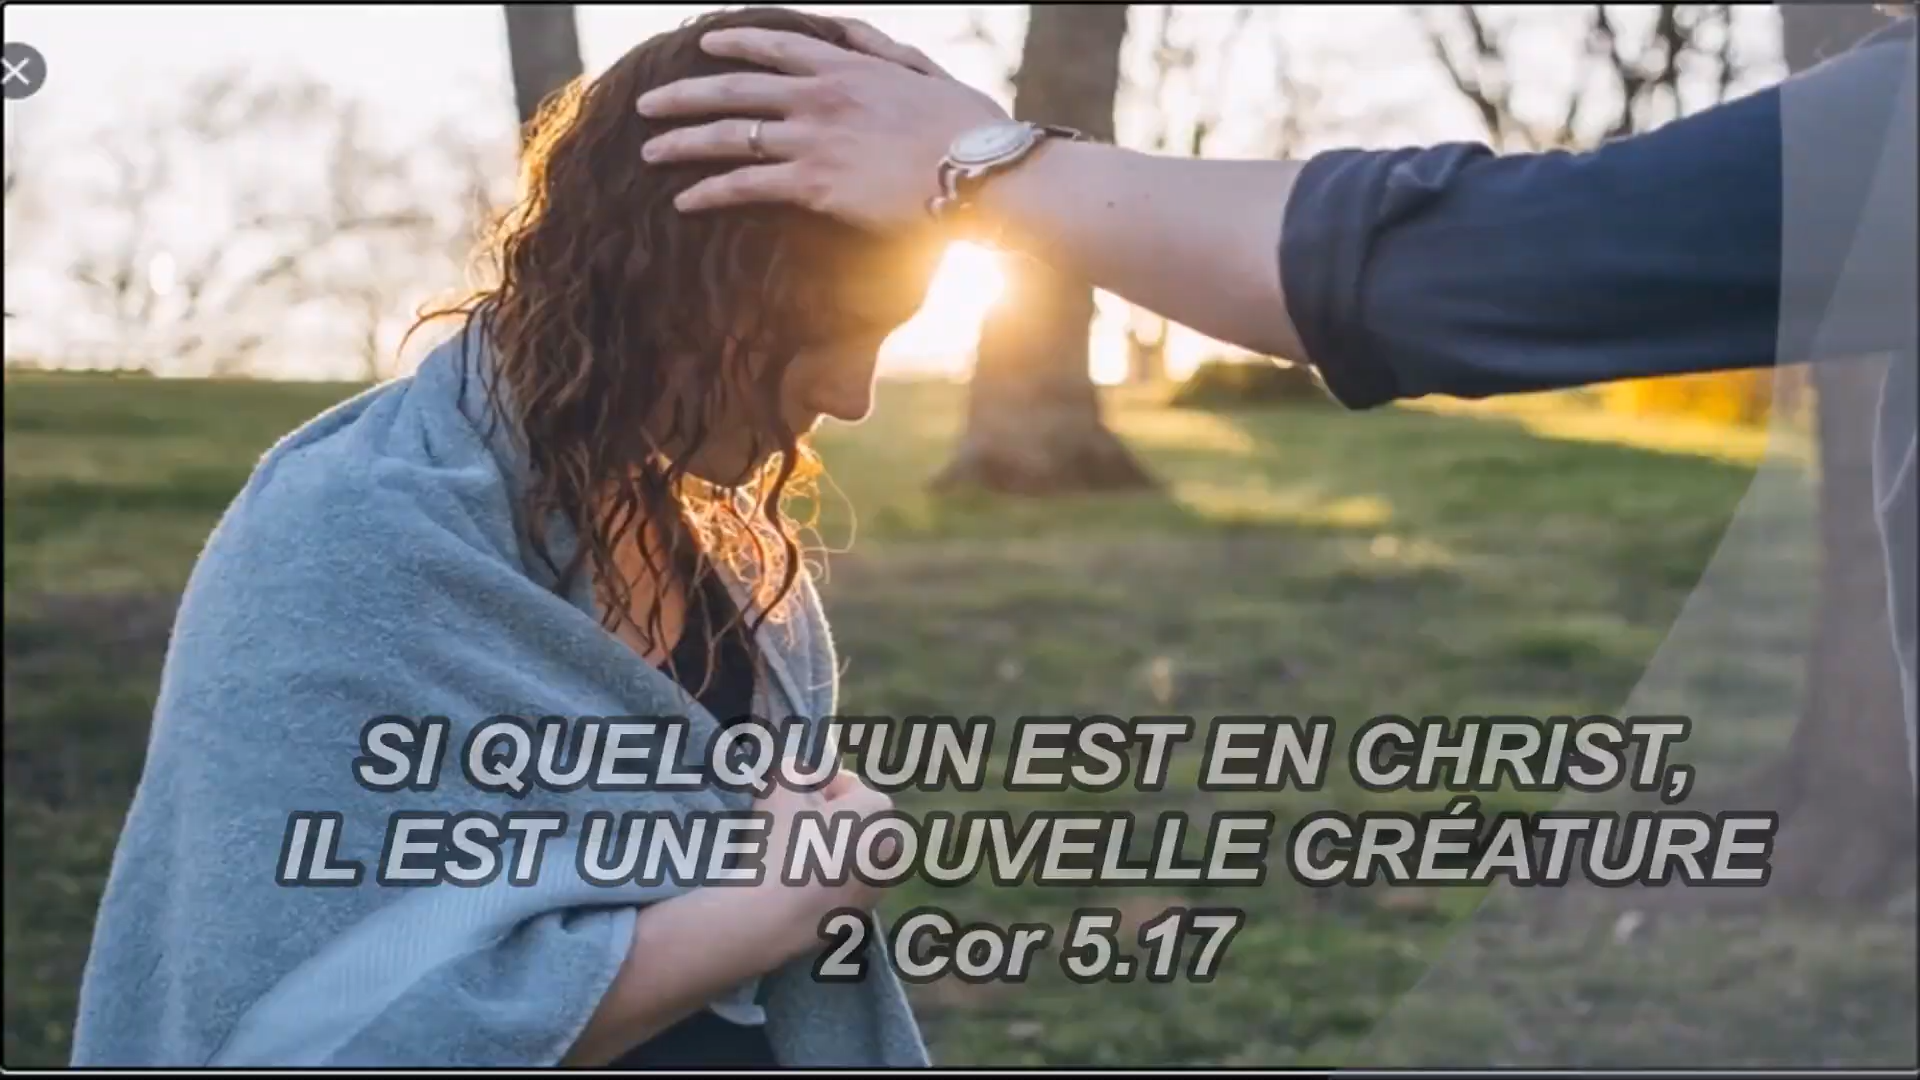 SI QUELQU'UN EST EN CHRIST,
IL EST UNE NOUVELLE CRÉATURE
2 Cor 5.17